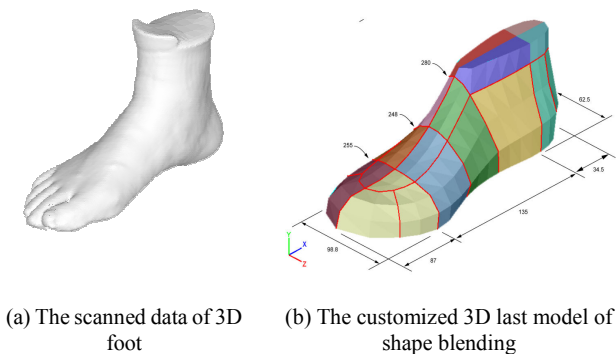 280
248
255
62.5
34.5
135
87
98.8
Y
X
Z
(a) The scanned data of 3D
foot
(b) The customized 3D last model of
shape blending